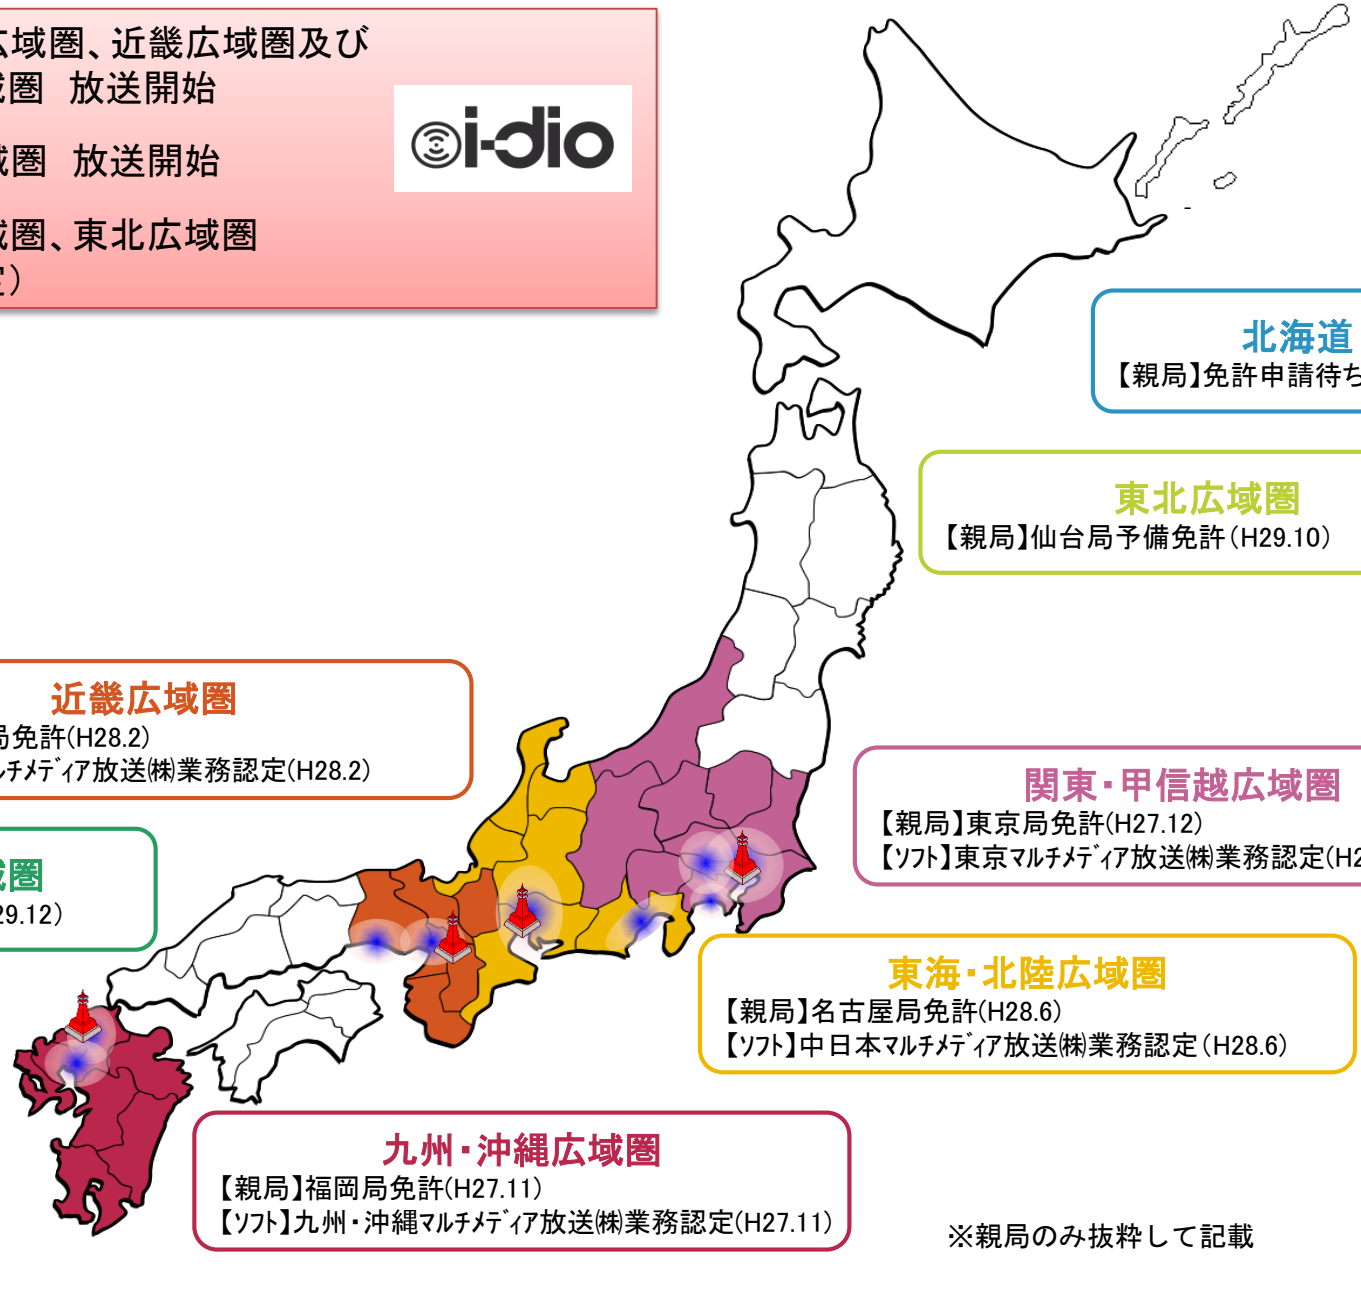 広域圏、近畿広域圏及び
域圏 放送開始
i-dio
域圏 放送開始
域圏、東北広域圏
定）
北海道
【親局】免許申請待ち
東北広域圏
【親局】仙台局予備免許（H29.10）
近畿広域圏
局免許(H28.2)
ルチメディア放送㈱業務認定(H28.2)
関東・甲信越広域圏
【親局】東京局免許(H27.12)
【ソフト】東京マルチメディア放送㈱業務認定(H2
域圏
29.12)
東海・北陸広域圏
【親局】名古屋局免許(H28.6)
【ソフト】中日本マルチメディア放送㈱業務認定（H28.6)
九州・沖縄広域圏
【親局】福岡局免許(H27.11)
【ソフト】九州・沖縄マルチメディア放送㈱業務認定(H27.11)
※親局のみ抜粋して記載